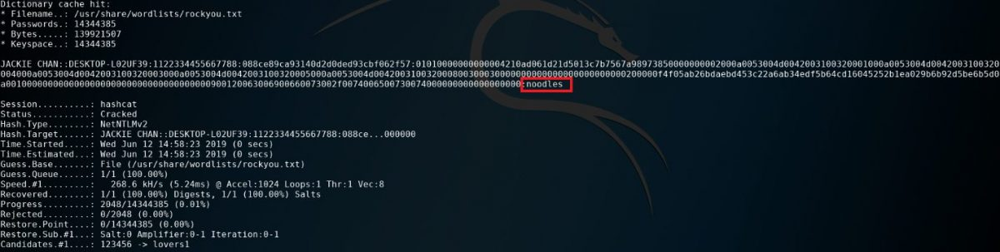 Dictionary cache hit:
* Filename..: /usr/share/wordlists/rockyou.txt
* Passwords.: 14344385
* Bytes.....: 139921507
* Keyspace..: 14344385
JACKIE CHAN::DESKTOP-L02UF39:1122334455667788:088ce89ca93140d2d0ded93cbf062f57:
:noodles
Session..........: hashcat
Status...........: Cracked
Hash.Type........: NetNTLMv2
Hash.Target......: JACKIE CHAN::DESKTOP-L02UF39:1122334455667788:088ce...000000
Time.Started.....: Wed Jun 12 14:58:23 2019 (0 secs)
Time.Estimated...: Wed Jun 12 14:58:23 2019 (0 secs)
Guess.Base.......: File (/usr/share/wordlists/rockyou.txt)
Guess.Queue......: 1/1 (100.00%)
Speed.#1.........: 268.6 kH/s (5.24ms) @ Accel:1024 Loops:1 Thr:1 Vec:8
Recovered........: 1/1 (100.00%) Digests, 1/1 (100.00%) Salts
Progress.........: 2048/14344385 (0.01%)
Rejected.........: 0/2048 (0.00%)
Restore.Point....: 0/14344385 (0.00%)
Restore.Sub.#1...: Salt:0 Amplifier:0-1 Iteration:0-1
Candidates.#1....: 123456 -> lovers1